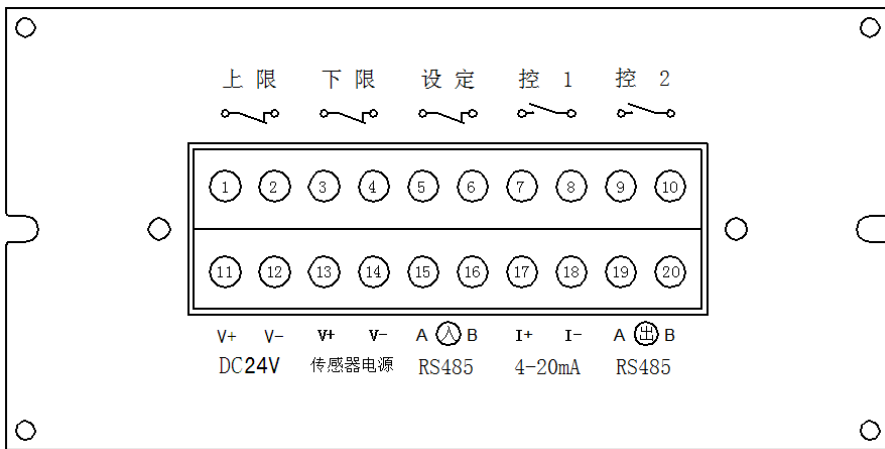 上限 下限 设定 控 1 控 2
1 2 3 4 5 6 7 8 9 10
11 12 13 14 15 16 17 18 19 20
V+ V- V+ V- A 入 B I+ I- A 出 B
DC24V 传感器电源 RS485 4-20mA RS485